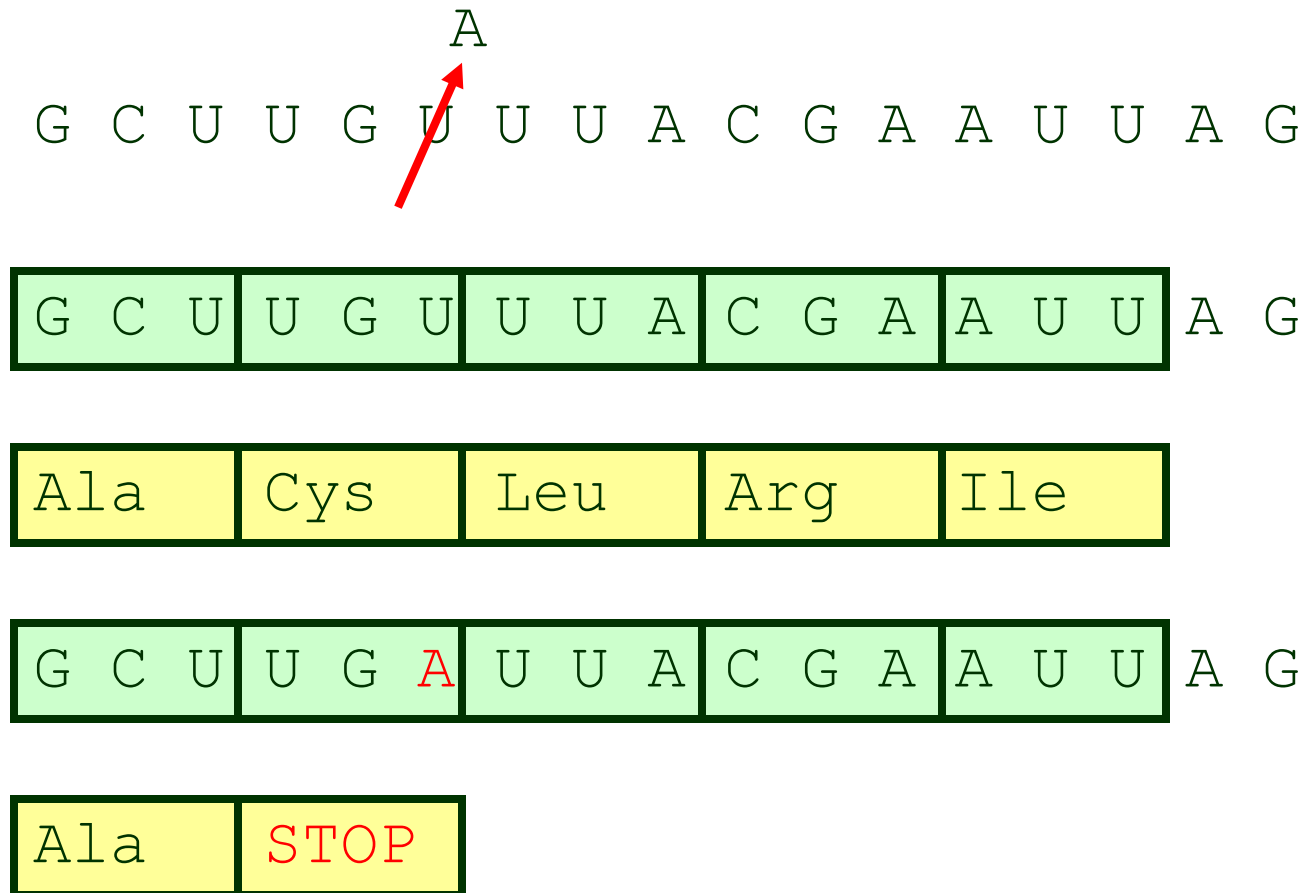 A
G C U U G U U U A C G A A U U A G
G C U U G U U U A C G A A U U A G
Ala Cys Leu Arg Ile
G C U U G A U U A C G A A U U A G
Ala STOP